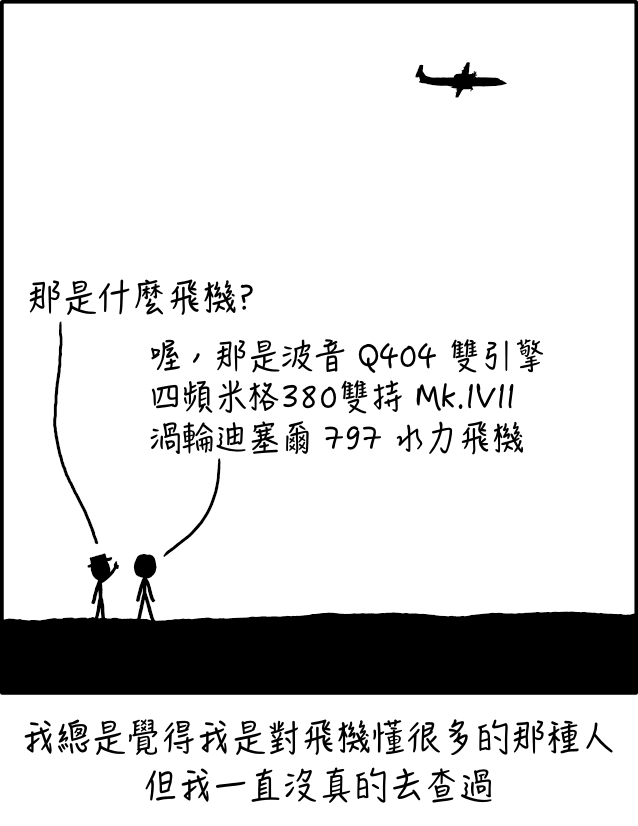 那是什麼飛機?
喔，那是波音 Q404 雙引擎
四頻米格380雙持 Mk.IVII
渦輪迪塞爾 797 水力飛機
我總是覺得我是對飛機懂很多的那種人
但我一直沒真的去查過